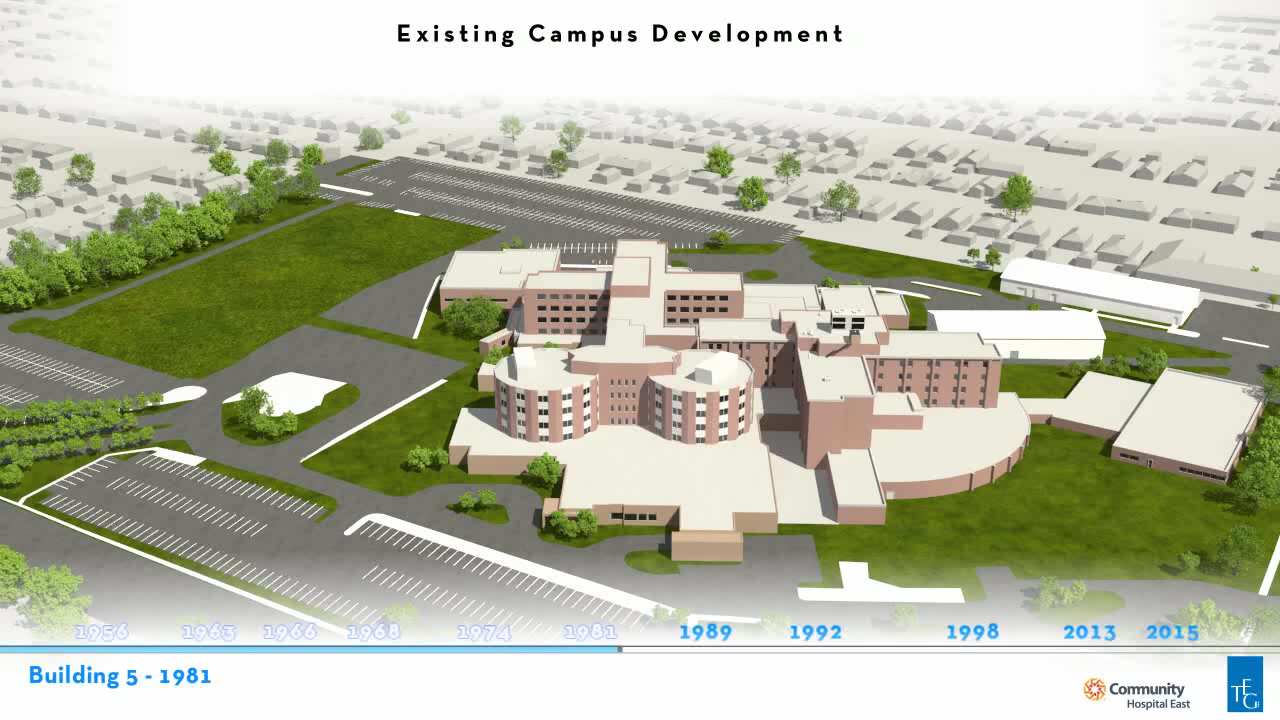 Existing Campus Development
1956 1963 1966 1968 1974 1981 1989 1992 1998 2013 2015
Building 5 - 1981
Community
Hospital East
TEG